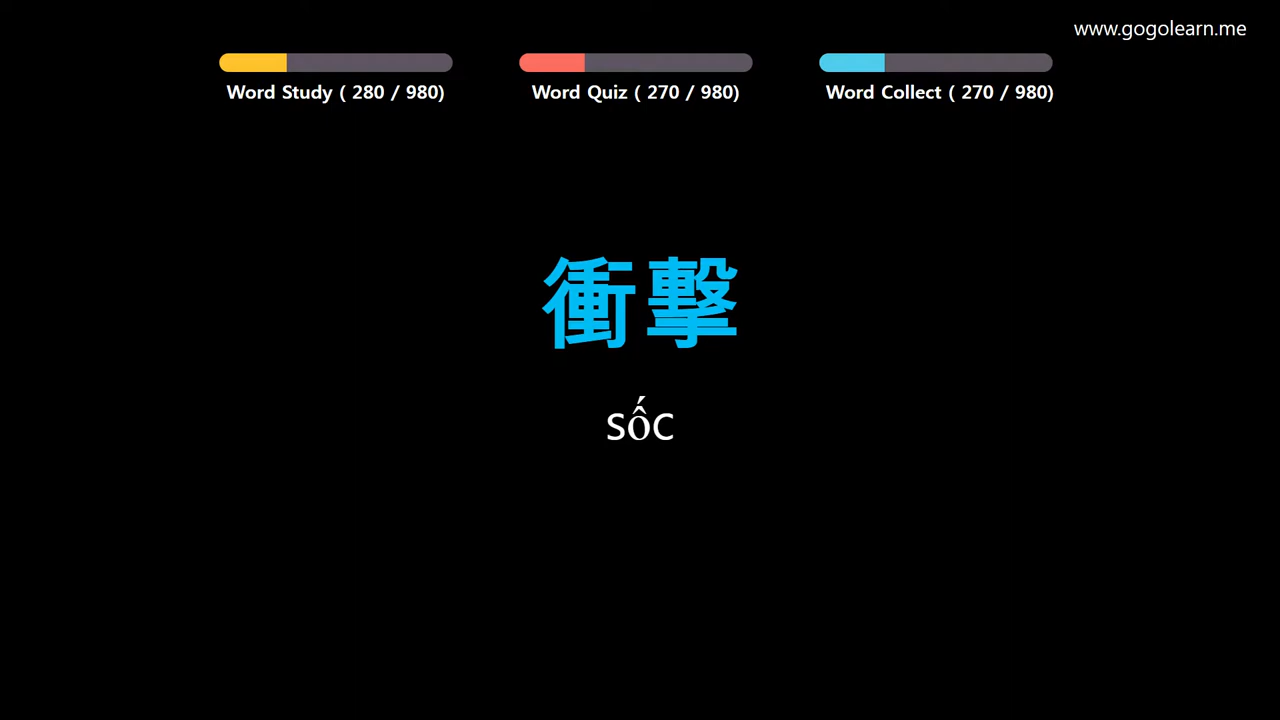 www.gogolearn.me
Word Study ( 280 / 980)
Word Quiz ( 270 / 980)
Word Collect ( 270 / 980)
衝擊
sốc